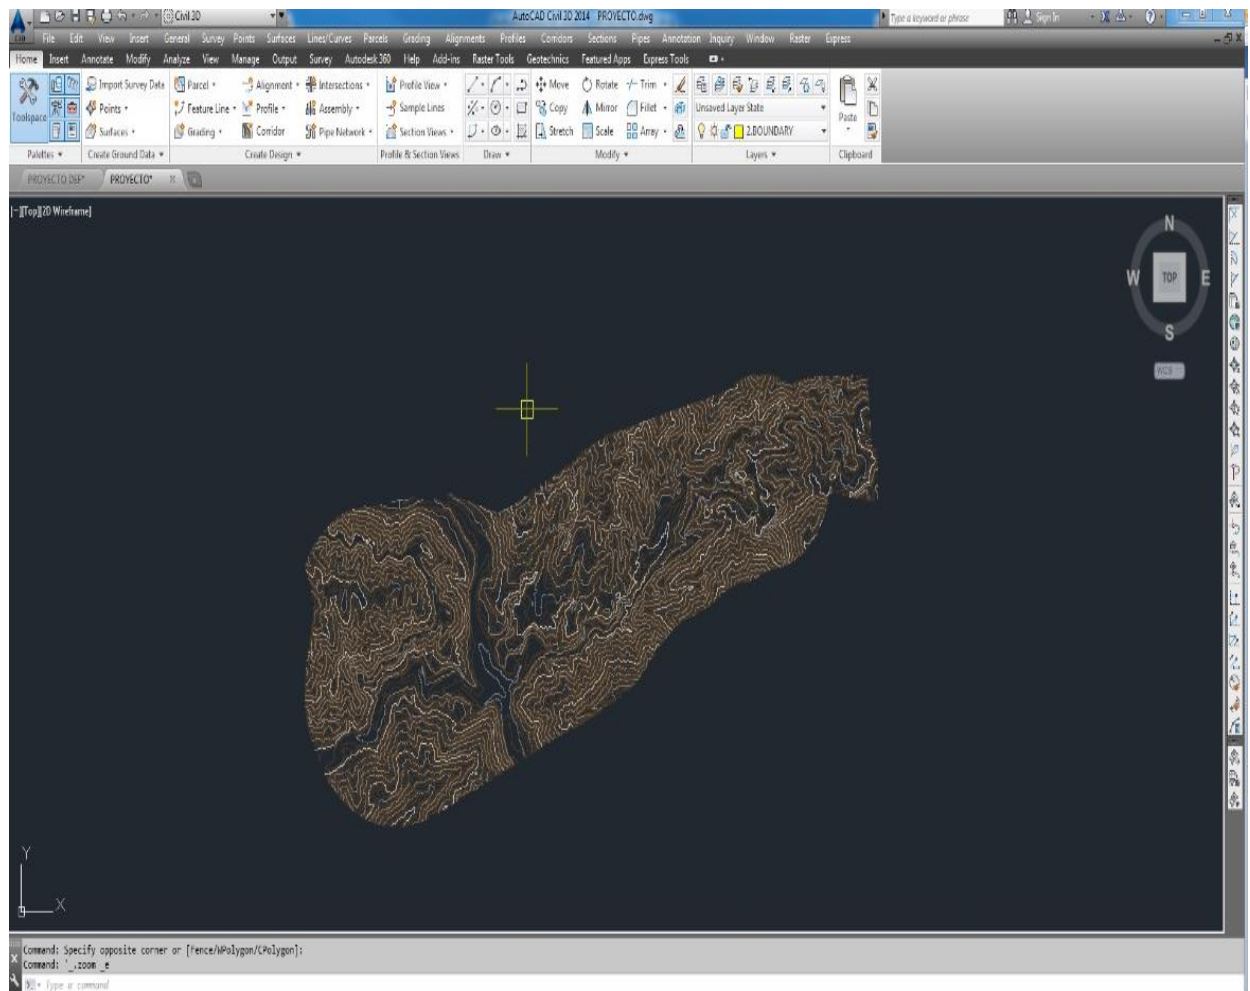 Civil 3D AutoCAD Civil 3D 2014 PROYECTO.dwg Type a keyword or phrase Sign In
File Edit View Insert General Survey Points Surfaces Lines/Curves Parcels Grading Alignments Profiles Corridors Sections Pipes Annotation Inquiry Window Raster Express
Home Insert Annotate Modify Analyze View Manage Output Survey Autodesk 360 Help Add-ins Raster Tools Geotechnics Featured Apps Express Tools
Toolspace
Import Survey Data Parcel Alignment Intersections Profile View Move Rotate Trim
Points Feature Line Profile Assembly Sample Lines Copy Mirror Fillet Unsaved Layer State Paste
Surfaces Grading Corridor Pipe Network Section Views Stretch Scale Array 2.BOUNDARY
Palettes Create Ground Data Create Design Profile & Section Views Draw Modify Layers Clipboard
PROYECTO DEF* PROYECTO*
[-][Top][2D Wireframe]
N
W TOP E
S
WCS
Y
X
Command: Specify opposite corner or [Fence/WPolygon/CPolygon]:
Command: '_.zoom _e
Type a command